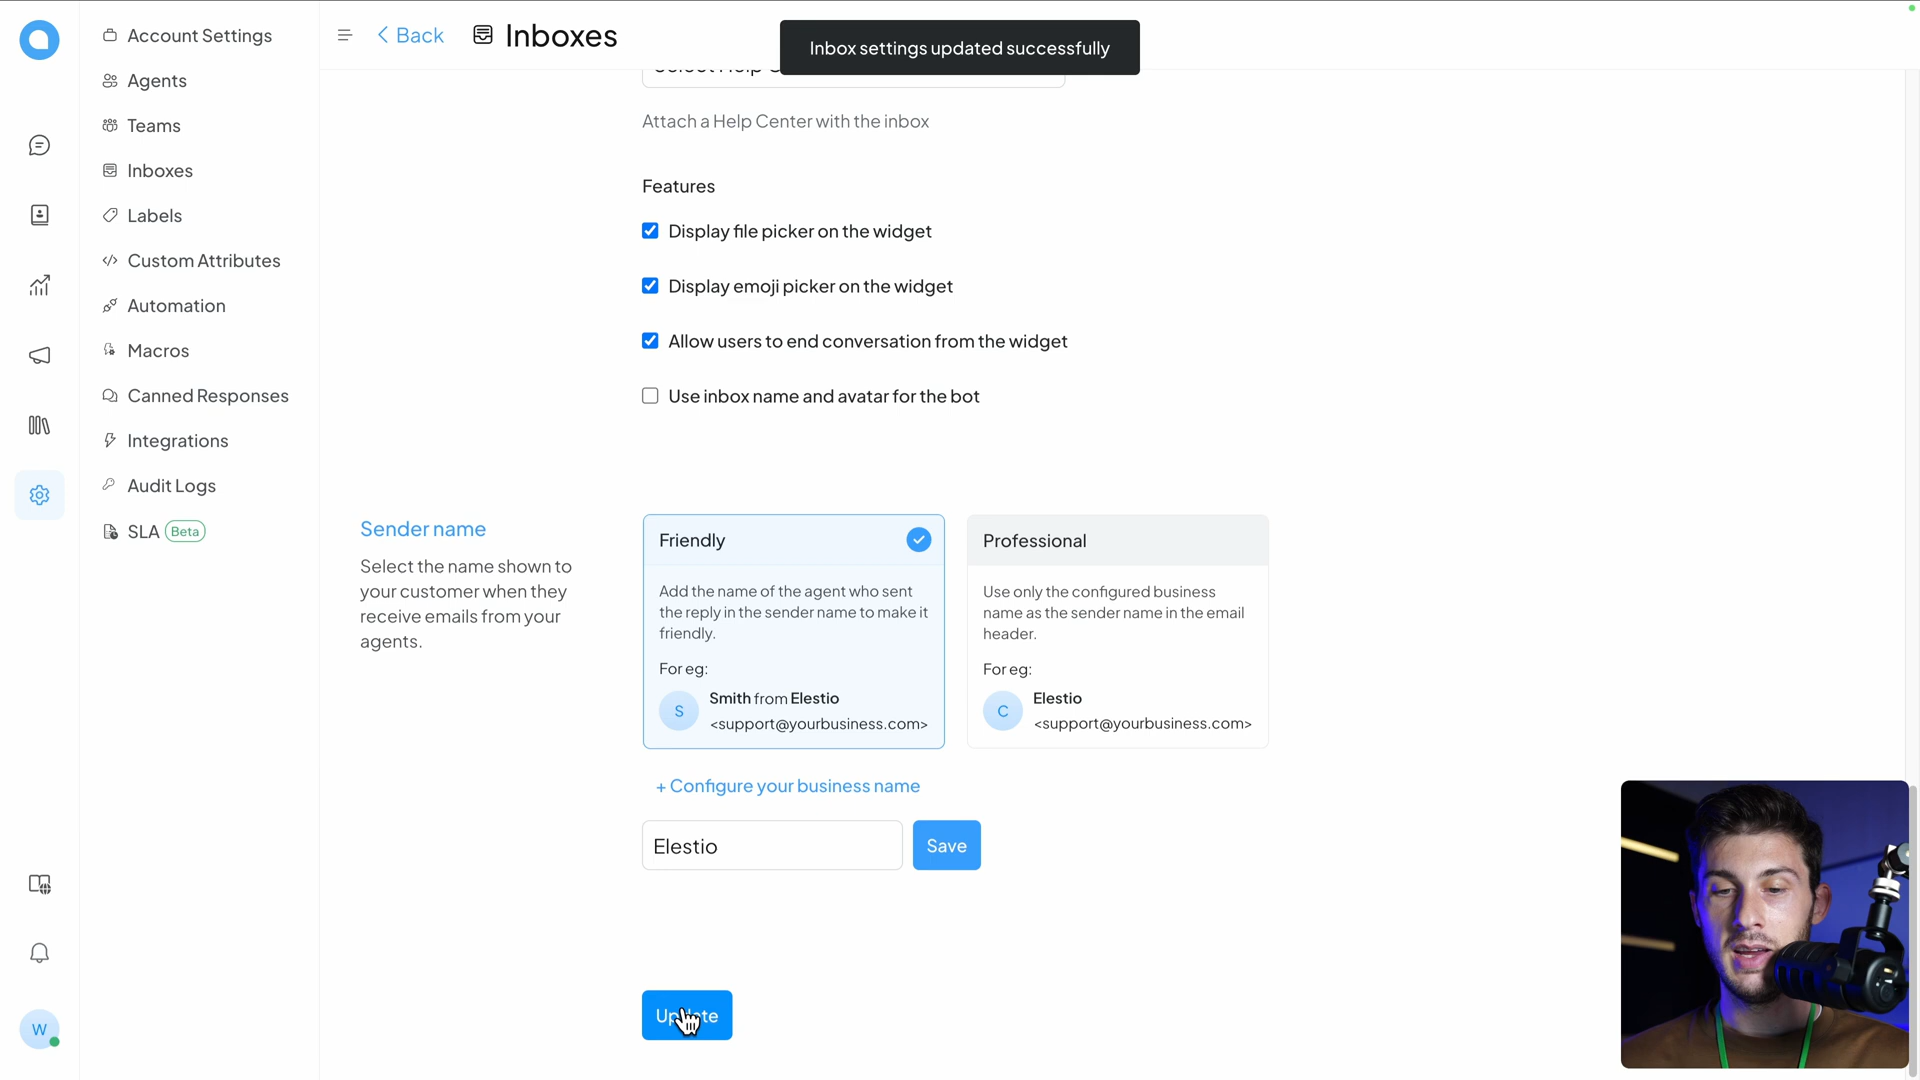 Account Settings
Agents
Teams
Inboxes
Labels
Custom Attributes
Automation
Macros
Canned Responses
Integrations
Audit Logs
SLA Beta
W
Back
Inboxes
Inbox settings updated successfully
Attach a Help Center with the inbox
Features
Display file picker on the widget
Display emoji picker on the widget
Allow users to end conversation from the widget
Use inbox name and avatar for the bot
Sender name
Select the name shown to
your customer when they
receive emails from your
agents.
Friendly
Add the name of the agent who sent
the reply in the sender name to make it
friendly.
For eg:
S
Smith from Elestio
<support@yourbusiness.com>
Professional
Use only the configured business
name as the sender name in the email
header.
For eg:
C
Elestio
<support@yourbusiness.com>
+ Configure your business name
Elestio
Save
Update